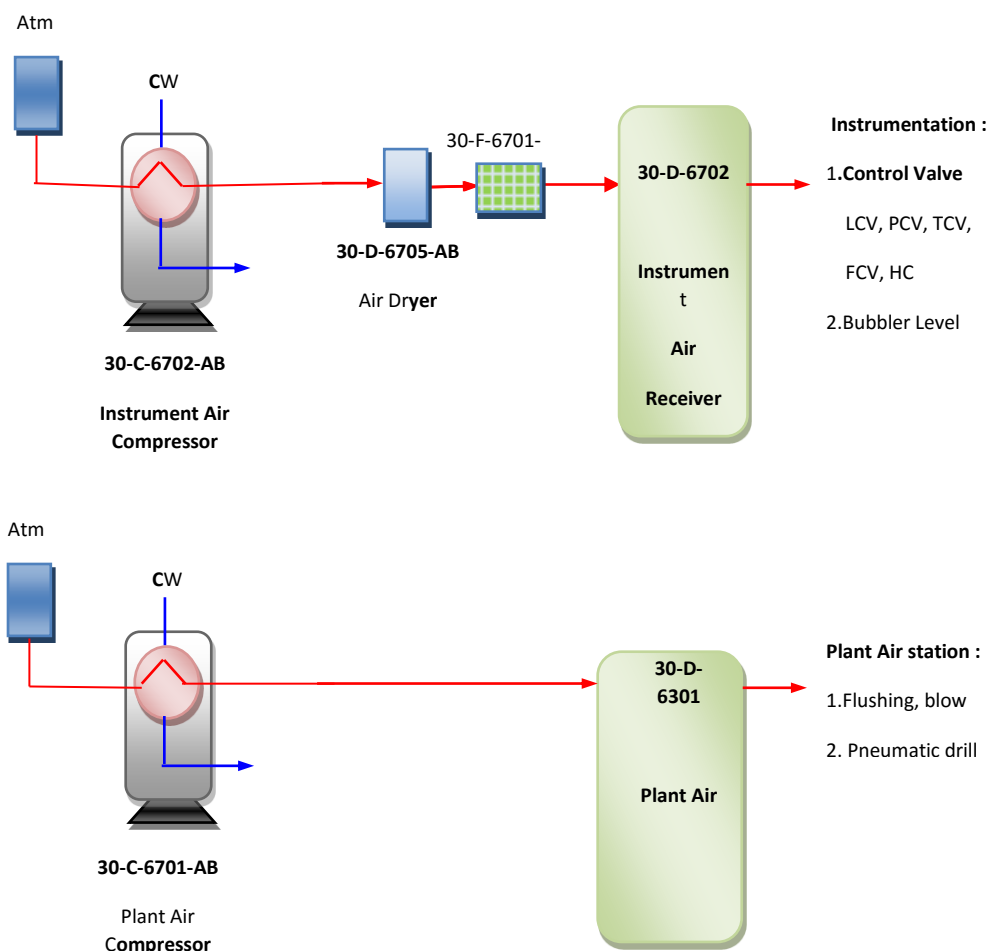 Atm
CW
30-F-6701-
Instrumentation :
1.Control Valve
LCV, PCV, TCV,
FCV, HC
2.Bubbler Level
30-D-6702
Instrumen
t
Air
Receiver
30-D-6705-AB
Air Dryer
30-C-6702-AB
Instrument Air
Compressor
Atm
CW
30-D-
6301
Plant Air
Plant Air station :
1.Flushing, blow
2. Pneumatic drill
30-C-6701-AB
Plant Air
Compressor